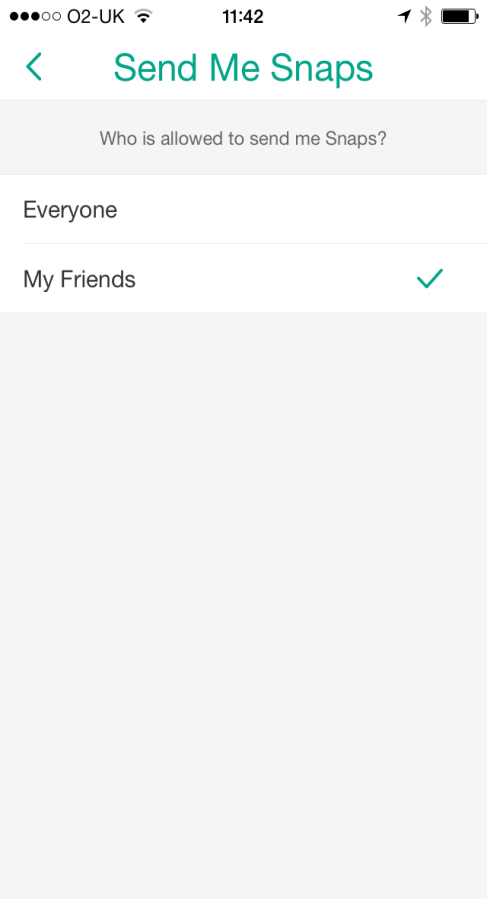 O2-UK 11:42
Send Me Snaps
Who is allowed to send me Snaps?
Everyone
My Friends